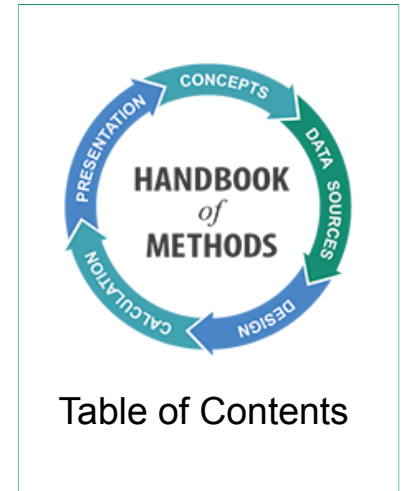 CONCEPTS
DATA SOURCES
DESIGN
CALCULATION
PRESENTATION
HANDBOOK
of
METHODS
Table of Contents